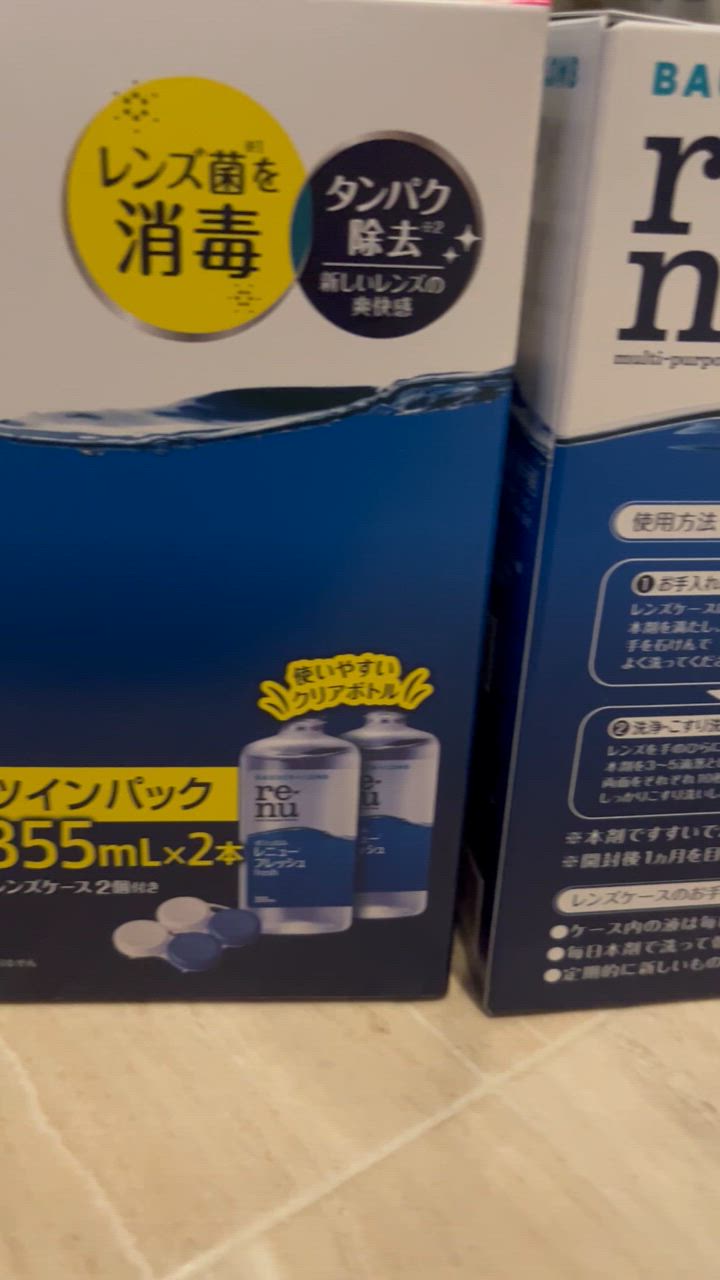 レンズ菌を
※1
消毒
タンパク
除去※2
新しいレンズの
爽快感
使いやすい
クリアボトル
ツインパック
355mL×2本
レンズケース2個付き
re-
nu
レニュー
フレッシュ
fresh
nu
BA
r
n
multi-purpo
使用方法
❶お手入れ
レンズケース
本剤を満たし、
手を石けんで
よく洗ってくだ
❷洗浄・こすり洗
レンズを手のひらに
本剤を3〜5滴
両面をそれぞれ
しっかりこすり洗いし
※本剤ですすいで
※開封後1ヵ月を目
レンズケースのお手
●ケース内の液は毎
●毎日本剤で洗って
●定期的に新しいもの